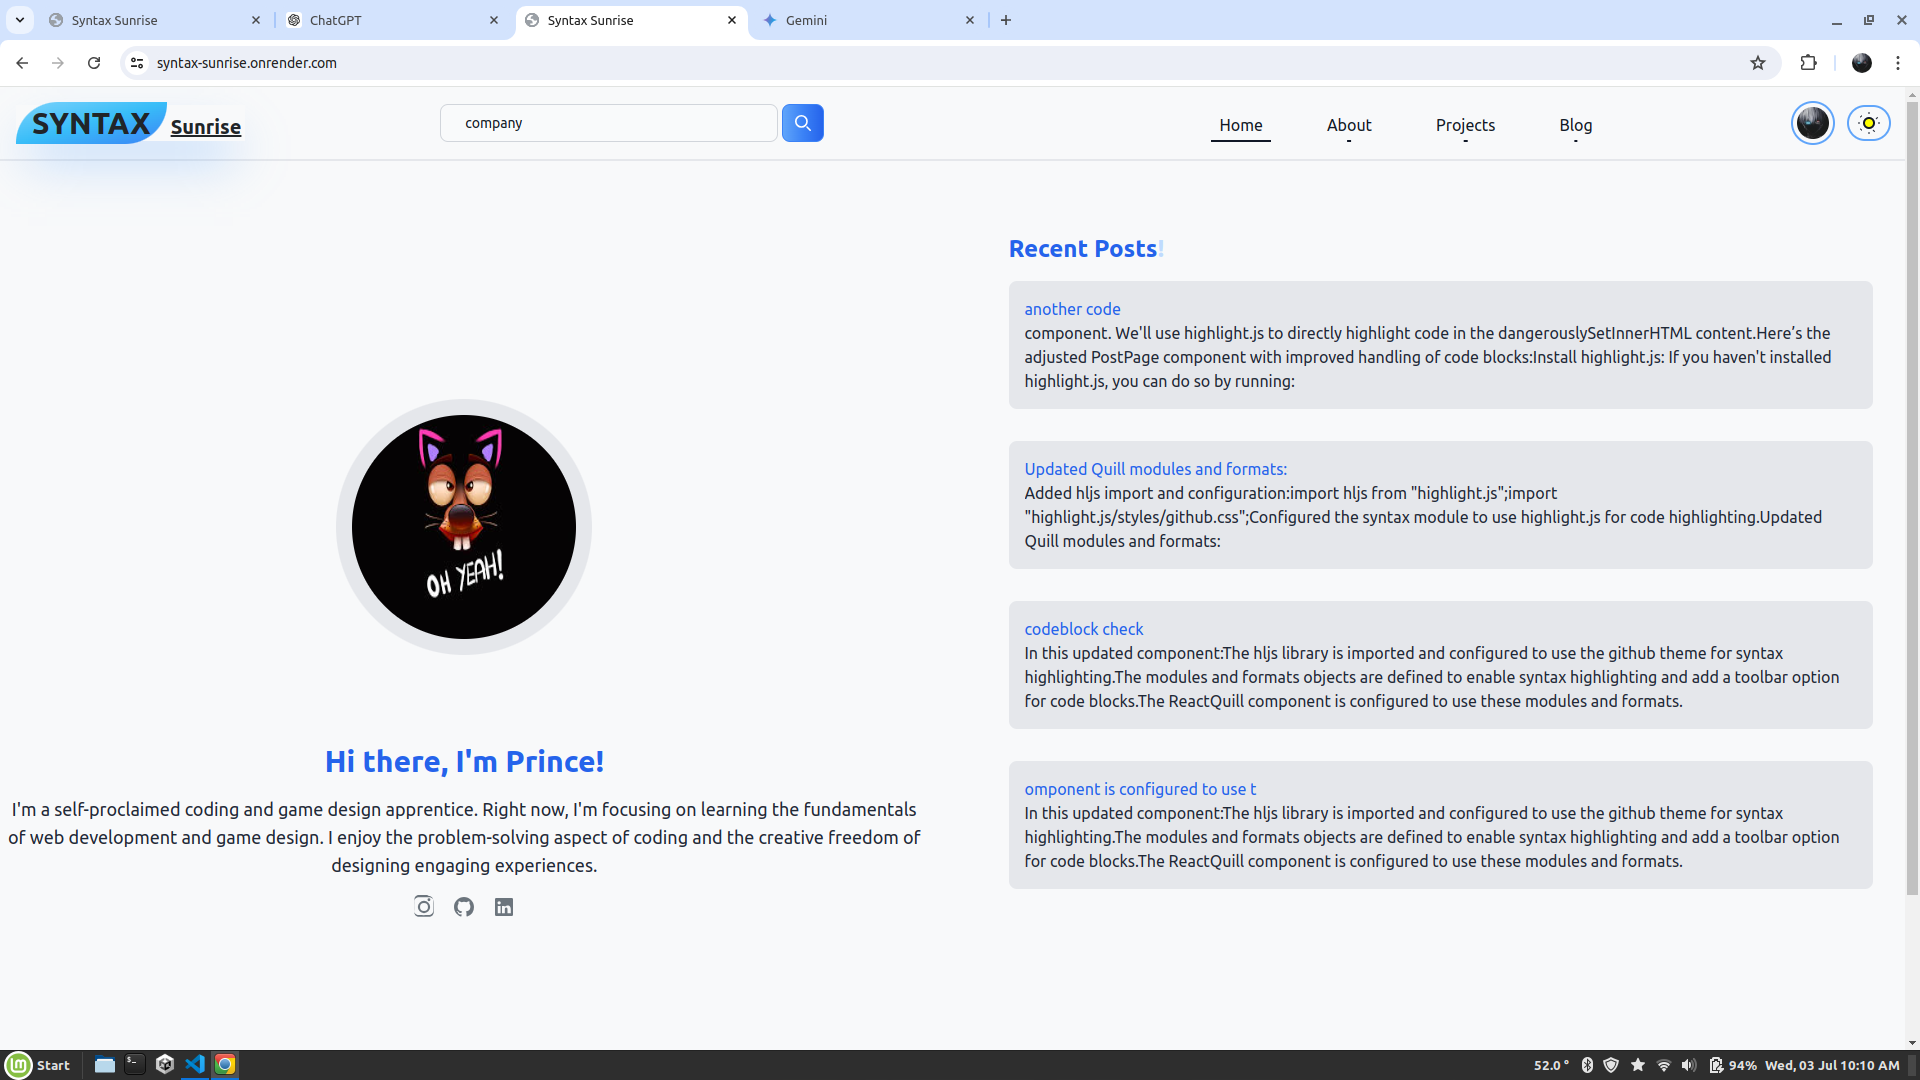 Syntax Sunrise
ChatGPT
Syntax Sunrise
Gemini
syntax-sunrise.onrender.com
SYNTAX Sunrise
company
Home
About
Projects
Blog
Recent Posts!
another code
component. We'll use highlight.js to directly highlight code in the dangerouslySetInnerHTML content.Here’s the
adjusted PostPage component with improved handling of code blocks:Install highlight.js: If you haven't installed
highlight.js, you can do so by running:
Updated Quill modules and formats:
Added hljs import and configuration:import hljs from "highlight.js";import
"highlight.js/styles/github.css";Configured the syntax module to use highlight.js for code highlighting.Updated
Quill modules and formats:
codeblock check
In this updated component:The hljs library is imported and configured to use the github theme for syntax
highlighting.The modules and formats objects are defined to enable syntax highlighting and add a toolbar option
for code blocks.The ReactQuill component is configured to use these modules and formats.
omponent is configured to use t
In this updated component:The hljs library is imported and configured to use the github theme for syntax
highlighting.The modules and formats objects are defined to enable syntax highlighting and add a toolbar option
for code blocks.The ReactQuill component is configured to use these modules and formats.
OH YEAH!
Hi there, I'm Prince!
I'm a self-proclaimed coding and game design apprentice. Right now, I'm focusing on learning the fundamentals
of web development and game design. I enjoy the problem-solving aspect of coding and the creative freedom of
designing engaging experiences.
Start
52.0 °
94%
Wed, 03 Jul 10:10 AM